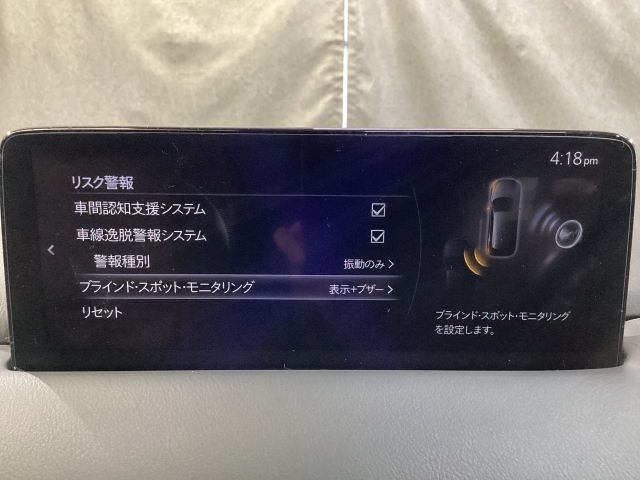 4:18 pm
リスク警報
車間認知支援システム
車線逸脱警報システム
警報種別 振動のみ
ブラインド・スポット・モニタリング 表示+ブザー
リセット
ブラインド・スポット・モニタリング
を設定します。